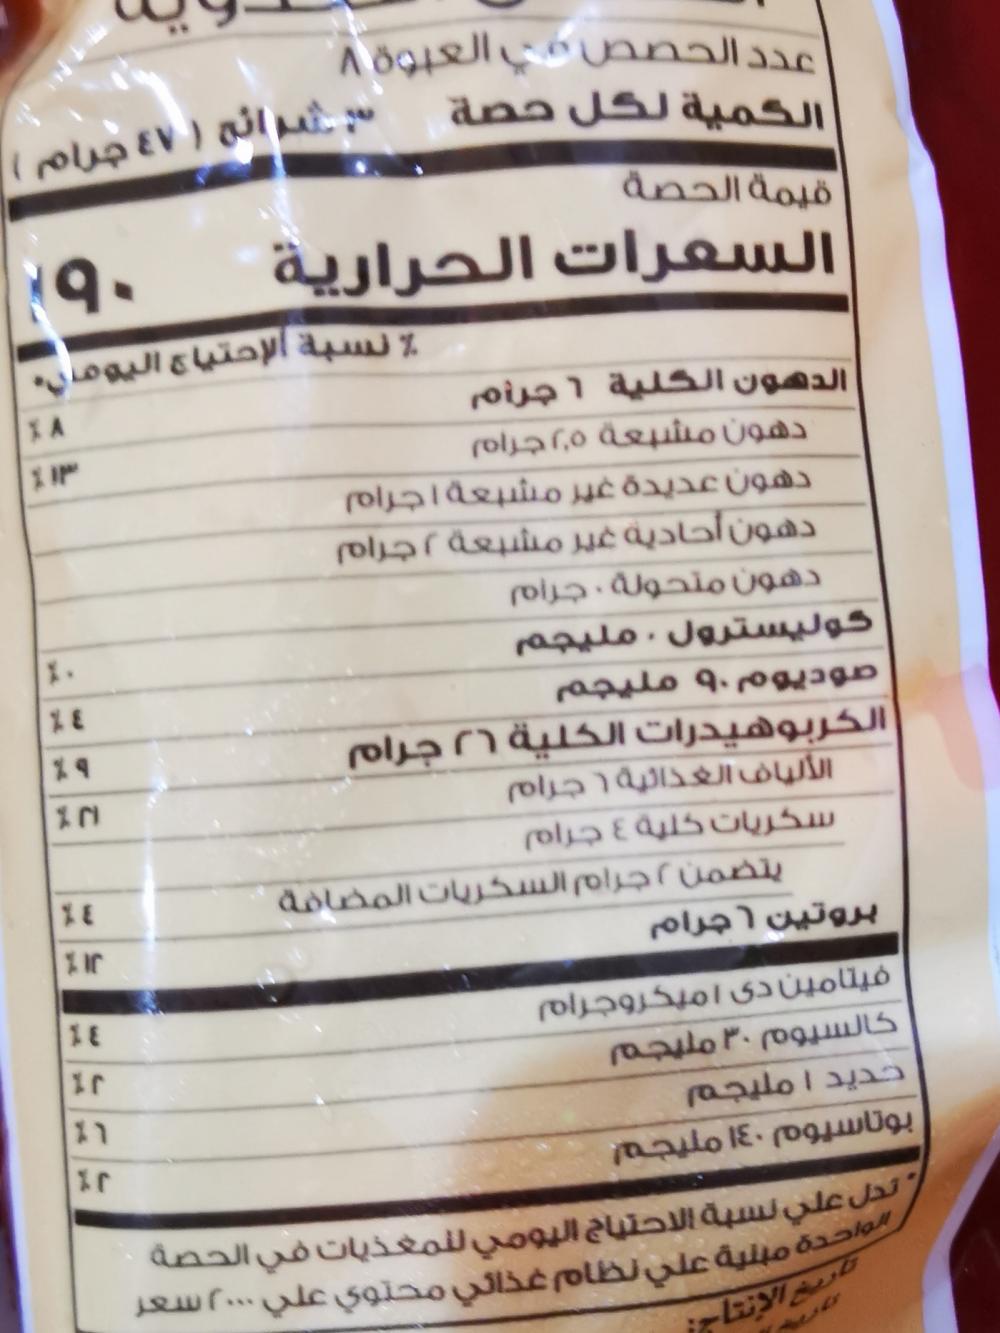 عدد الحصص في العبوة ٨
الكمية لكل حصة ٣ شرائح ( ٤٧ جرام )
قيمة الحصة
السعرات الحرارية ١٩٠
٪ نسبة الإحتياج اليومي*
الدهون الكلية ٦ جرام ٨ ٪
دهون مشبعة ٢,٥ جرام ١٣ ٪
دهون عديدة غير مشبعة ١ جرام
دهون أحادية غير مشبعة ٢ جرام
دهون متحولة ٠ جرام
كوليسترول ٠ مليجم ٠ ٪
صوديوم ٩٠ مليجم ٤ ٪
الكربوهيدرات الكلية ٢٦ جرام ٩ ٪
الألياف الغذائية ٦ جرام ٢١ ٪
سكريات كلية ٤ جرام
يتضمن ٢ جرام السكريات المضافة ٤ ٪
بروتين ٦ جرام ١٢ ٪
فيتامين دى ١ ميكروجرام ٤ ٪
كالسيوم ٣٠ مليجم ٢ ٪
حديد ١ مليجم ٦ ٪
بوتاسيوم ١٤٠ مليجم ٢ ٪
* تدل علي نسبة الاحتياج اليومي للمغذيات في الحصة
الواحدة مبنية علي نظام غذائي محتوي علي ٢٠٠٠ سعر
تاريخ الإنتاج: